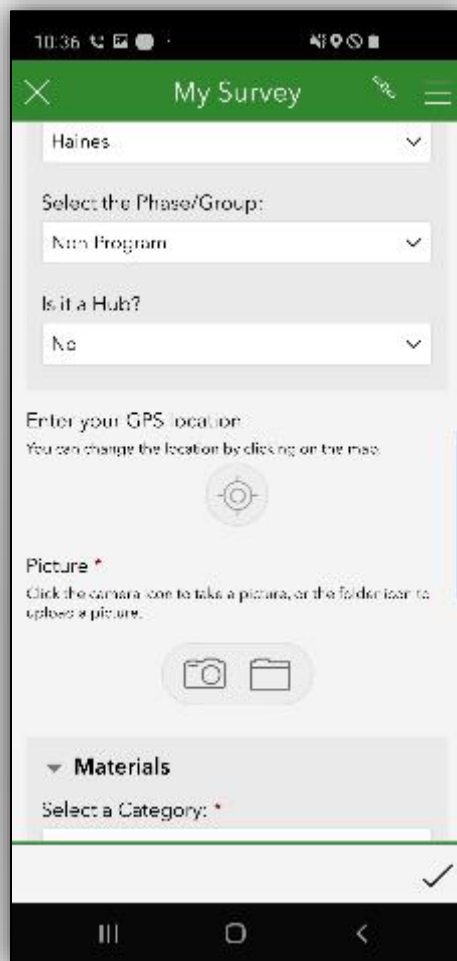 10:36
My Survey
Haines
Select the Phase/Group:
Non Program
Is it a Hub?
No
Enter your GPS location
You can change the location by clicking on the map.
Picture *
Click the camera icon to take a picture, or the folder icon to
upload a picture.
Materials
Select a Category: *